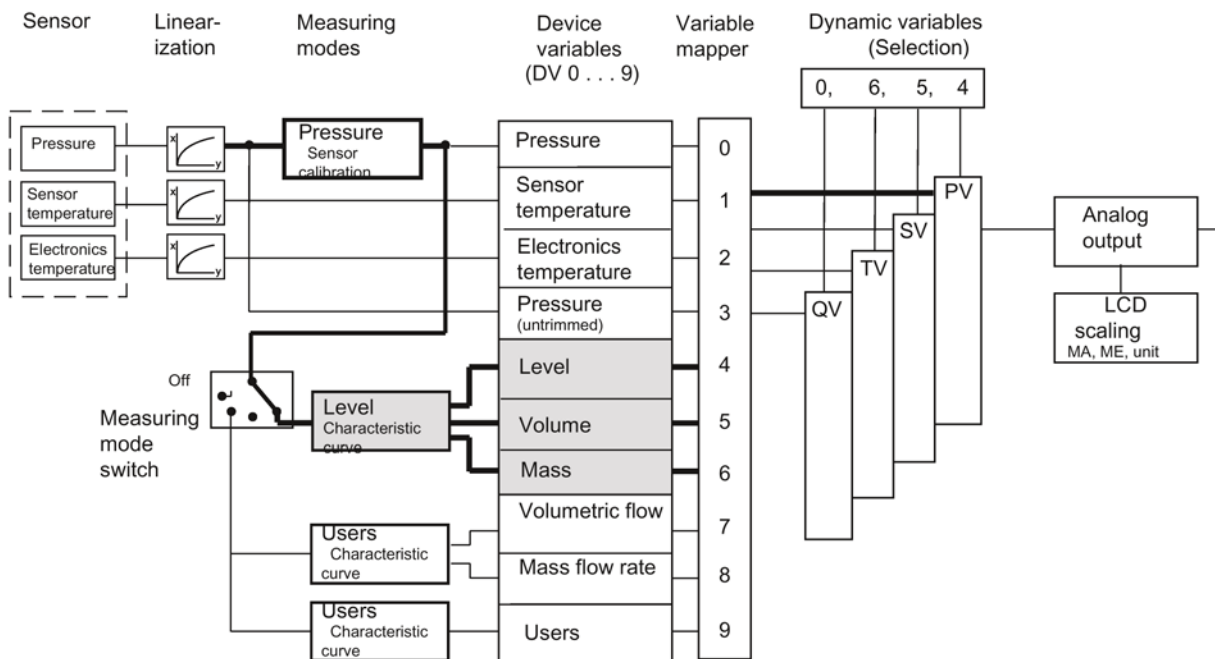 Sensor
Linear-
ization
Measuring
modes
Device
variables
(DV 0 . . . 9)
Variable
mapper
Dynamic variables
(Selection)
0, 6, 5, 4
Pressure
x
y
Pressure
Sensor
calibration
Pressure
0
Sensor
temperature
x
y
Sensor
temperature
1
PV
Analog
output
SV
Electronics
temperature
x
y
Electronics
temperature
2
TV
Pressure
(untrimmed)
3
QV
LCD
scaling
MA, ME, unit
Off
Measuring
mode
switch
Level
Characteristic
curve
Level
4
Volume
5
Mass
6
Users
Characteristic
curve
Volumetric flow
7
Mass flow rate
8
Users
Characteristic
curve
Users
9